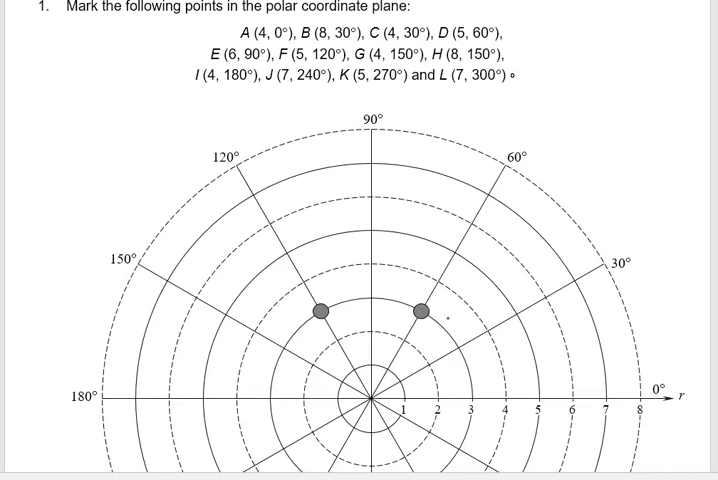 1. Mark the following points in the polar coordinate plane:
A (4, 0°), B (8, 30°), C (4, 30°), D (5, 60°),
E (6, 90°), F (5, 120°), G (4, 150°), H (8, 150°),
I (4, 180°), J (7, 240°), K (5, 270°) and L (7, 300°)。
90°
120° 60°
150° 30°
180° 0° r
1 2 3 4 5 6 7 8